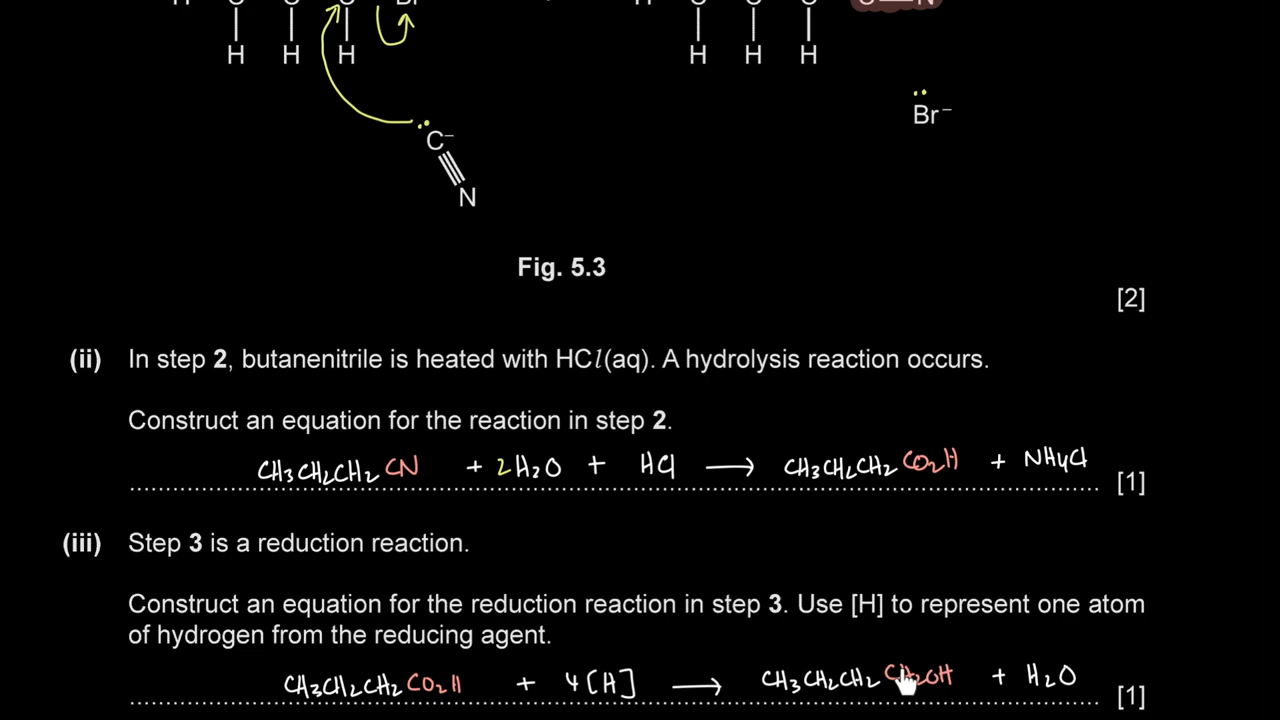 H C C C Br H C C C C N
H H H H H H
Br⁻
C⁻
N
Fig. 5.3
[2]
(ii) In step 2, butanenitrile is heated with HCl(aq). A hydrolysis reaction occurs.
Construct an equation for the reaction in step 2.
CH3CH2CH2CN + 2H2O + HCl → CH3CH2CH2CO2H + NH4Cl
[1]
(iii) Step 3 is a reduction reaction.
Construct an equation for the reduction reaction in step 3. Use [H] to represent one atom
of hydrogen from the reducing agent.
CH3CH2CH2CO2H + 4[H] → CH3CH2CH2CH2OH + H2O
[1]